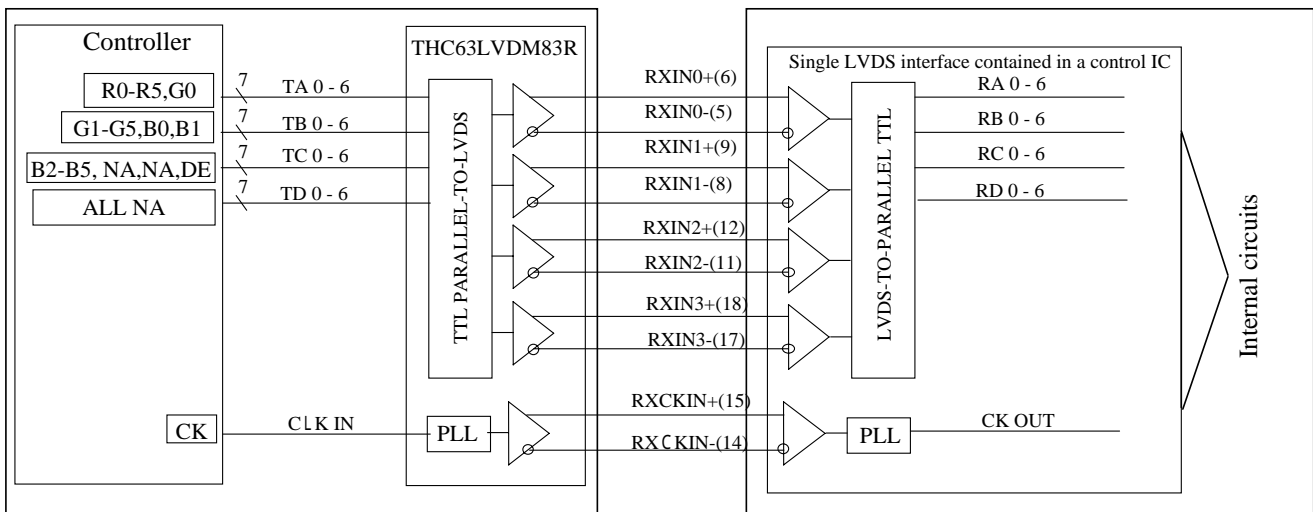 Controller
R0-R5,G0
G1-G5,B0,B1
B2-B5, NA,NA,DE
ALL NA
CK
7
TA 0 - 6
7
TB 0 - 6
7
TC 0 - 6
7
TD 0 - 6
CLK IN
THC63LVDM83R
TTL PARALLEL-TO-LVDS
PLL
RXIN0+(6)
RXIN0-(5)
RXIN1+(9)
RXIN1-(8)
RXIN2+(12)
RXIN2-(11)
RXIN3+(18)
RXIN3-(17)
RXCKIN+(15)
RXCKIN-(14)
Single LVDS interface contained in a control IC
LVDS-TO-PARALLEL TTL
PLL
RA 0 - 6
RB 0 - 6
RC 0 - 6
RD 0 - 6
CK OUT
Internal circuits